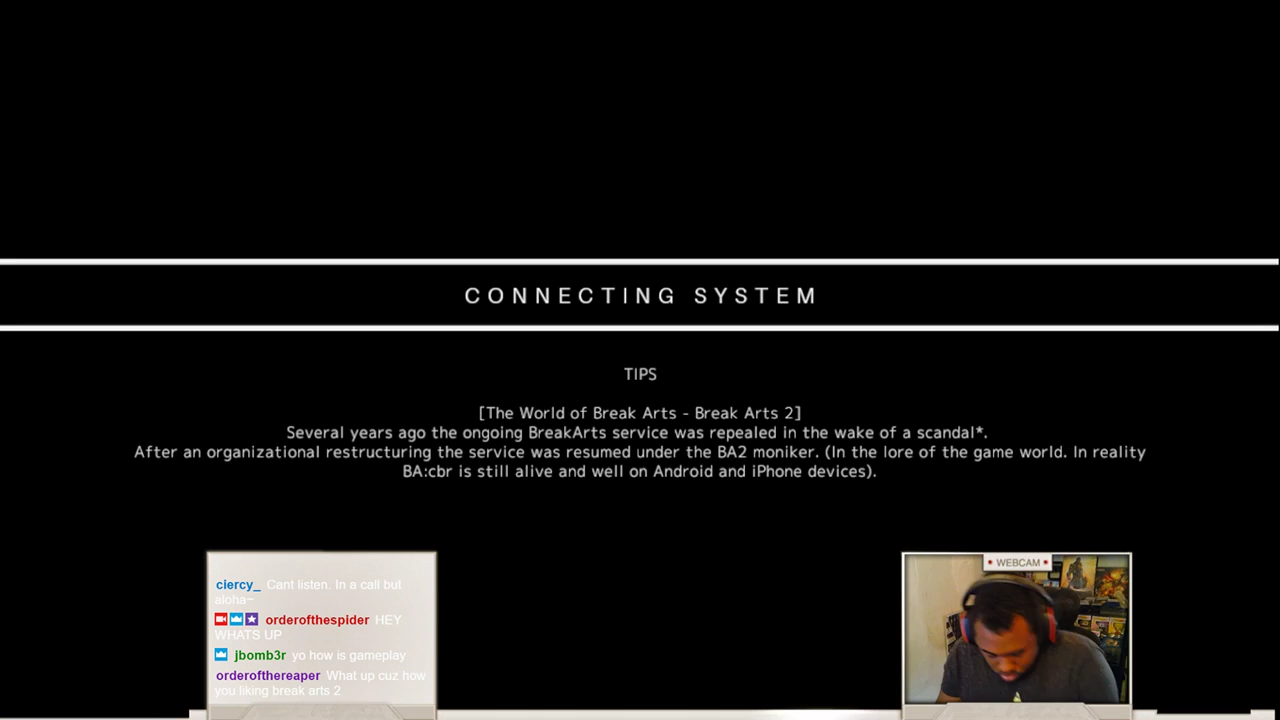 CONNECTING SYSTEM
TIPS
[The World of Break Arts - Break Arts 2]
Several years ago the ongoing BreakArts service was repealed in the wake of a scandal*.
After an organizational restructuring the service was resumed under the BA2 moniker. (In the lore of the game world. In reality
BA:cbr is still alive and well on Android and iPhone devices).
ciercy_ Cant listen. In a call but
aloha~
orderofthespider HEY
WHATS UP
jbomb3r yo how is gameplay
orderofthereaper What up cuz how
you liking break arts 2
WEBCAM